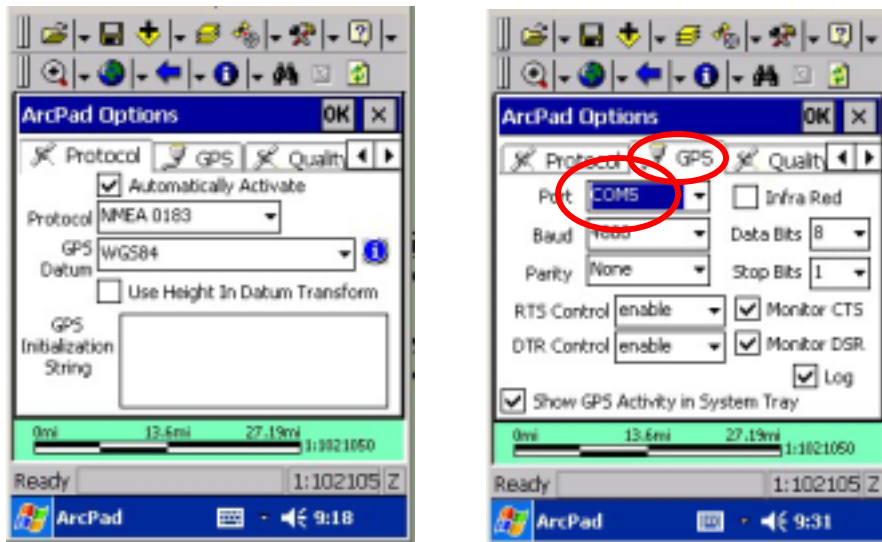 ArcPad Options OK
Protocol GPS Quality
Automatically Activate
Protocol NMEA 0183
GPS Datum WGS84
Use Height In Datum Transform
GPS
Initialization
String
0mi 13.6mi 27.19mi
1:1021050
Ready 1:102105 Z
ArcPad 9:18
ArcPad Options OK
Protocol GPS Quality
Port COM5 Infra Red
Baud Data Bits 8
Parity None Stop Bits 1
RTS Control enable Monitor CTS
DTR Control enable Monitor DSR
Log
Show GPS Activity in System Tray
0mi 13.6mi 27.19mi
1:1021050
Ready 1:102105 Z
ArcPad 9:31